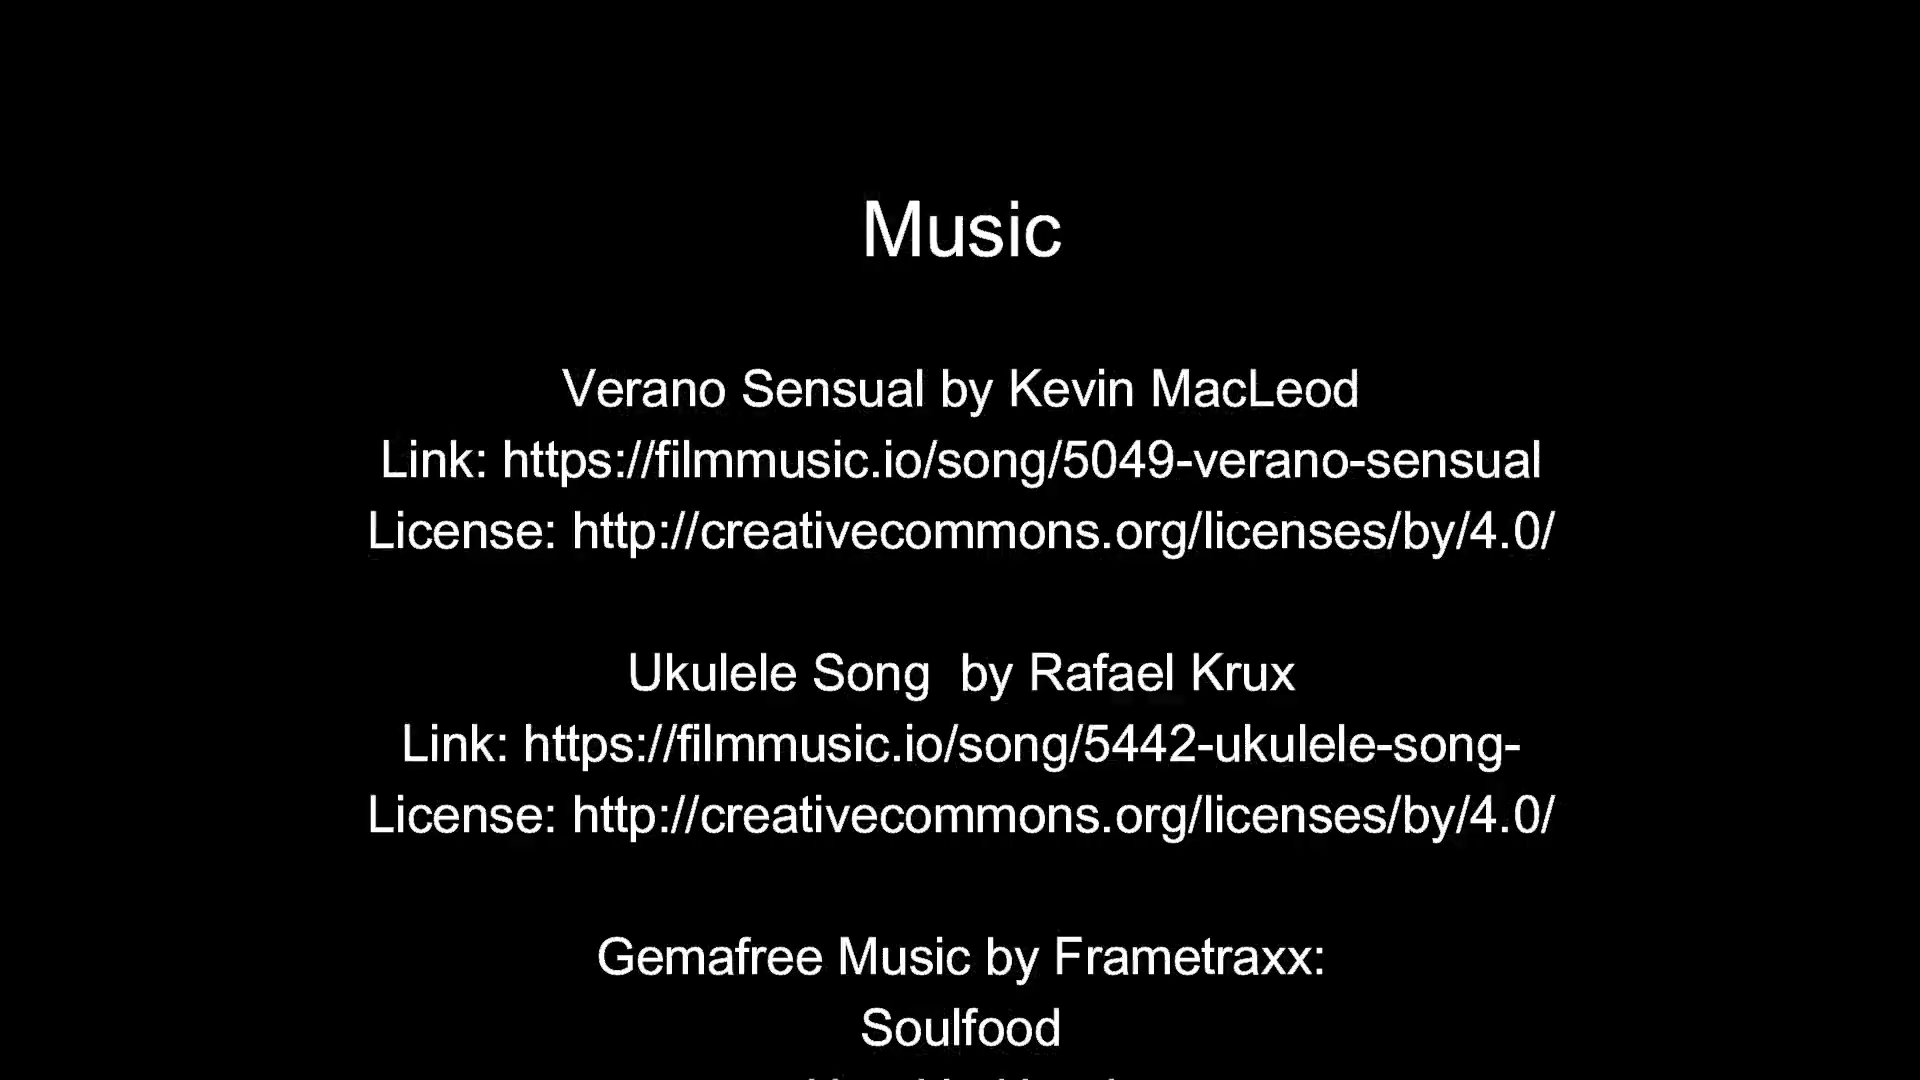 Music
Verano Sensual by Kevin MacLeod
Link: https://filmmusic.io/song/5049-verano-sensual
License: http://creativecommons.org/licenses/by/4.0/
Ukulele Song  by Rafael Krux
Link: https://filmmusic.io/song/5442-ukulele-song-
License: http://creativecommons.org/licenses/by/4.0/
Gemafree Music by Frametraxx:
Soulfood